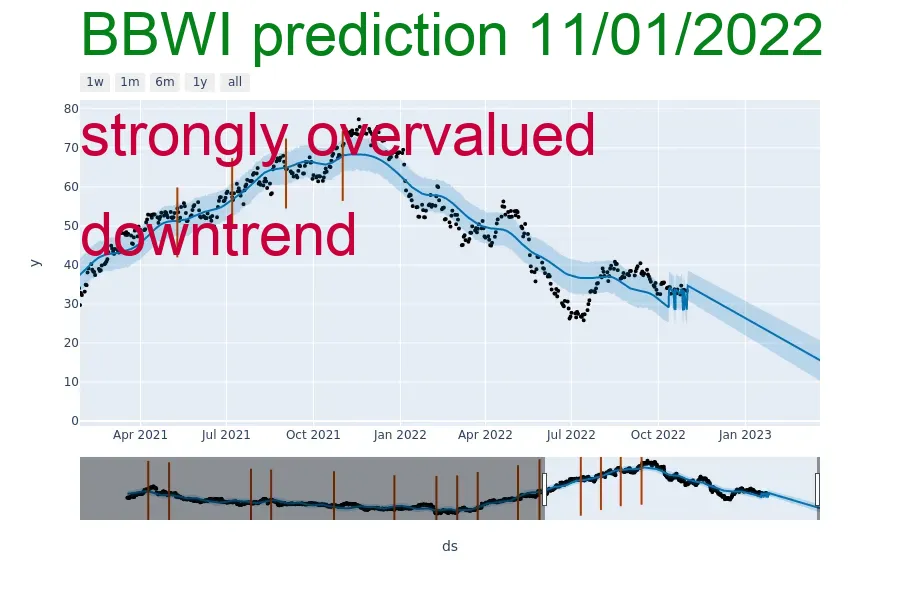 BBWI prediction 11/01/2022
1w 1m 6m 1y all
strongly overvalued
downtrend
y
80
70
60
50
40
30
20
10
0
Apr 2021 Jul 2021 Oct 2021 Jan 2022 Apr 2022 Jul 2022 Oct 2022 Jan 2023
ds